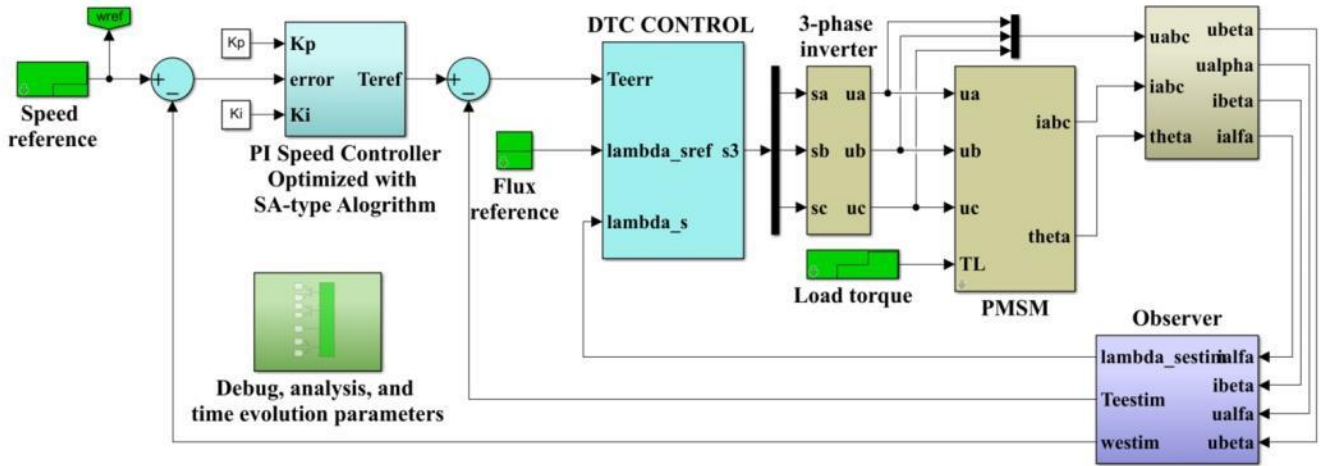 wref
Speed
reference
+
−
Kp
Ki
Kp
error
Ki
Teref
PI Speed Controller
Optimized with
SA-type Alogrithm
+
−
Flux
reference
DTC CONTROL
Teerr
lambda_sref
s3
lambda_s
3-phase
inverter
sa
sb
sc
ua
ub
uc
Load torque
ua
ub
uc
TL
iabc
theta
PMSM
uabc
iabc
theta
ubeta
ualpha
ibeta
ialfa
Observer
lambda_sestim
Teestim
westim
ialfa
ibeta
ualfa
ubeta
Debug, analysis, and
time evolution parameters